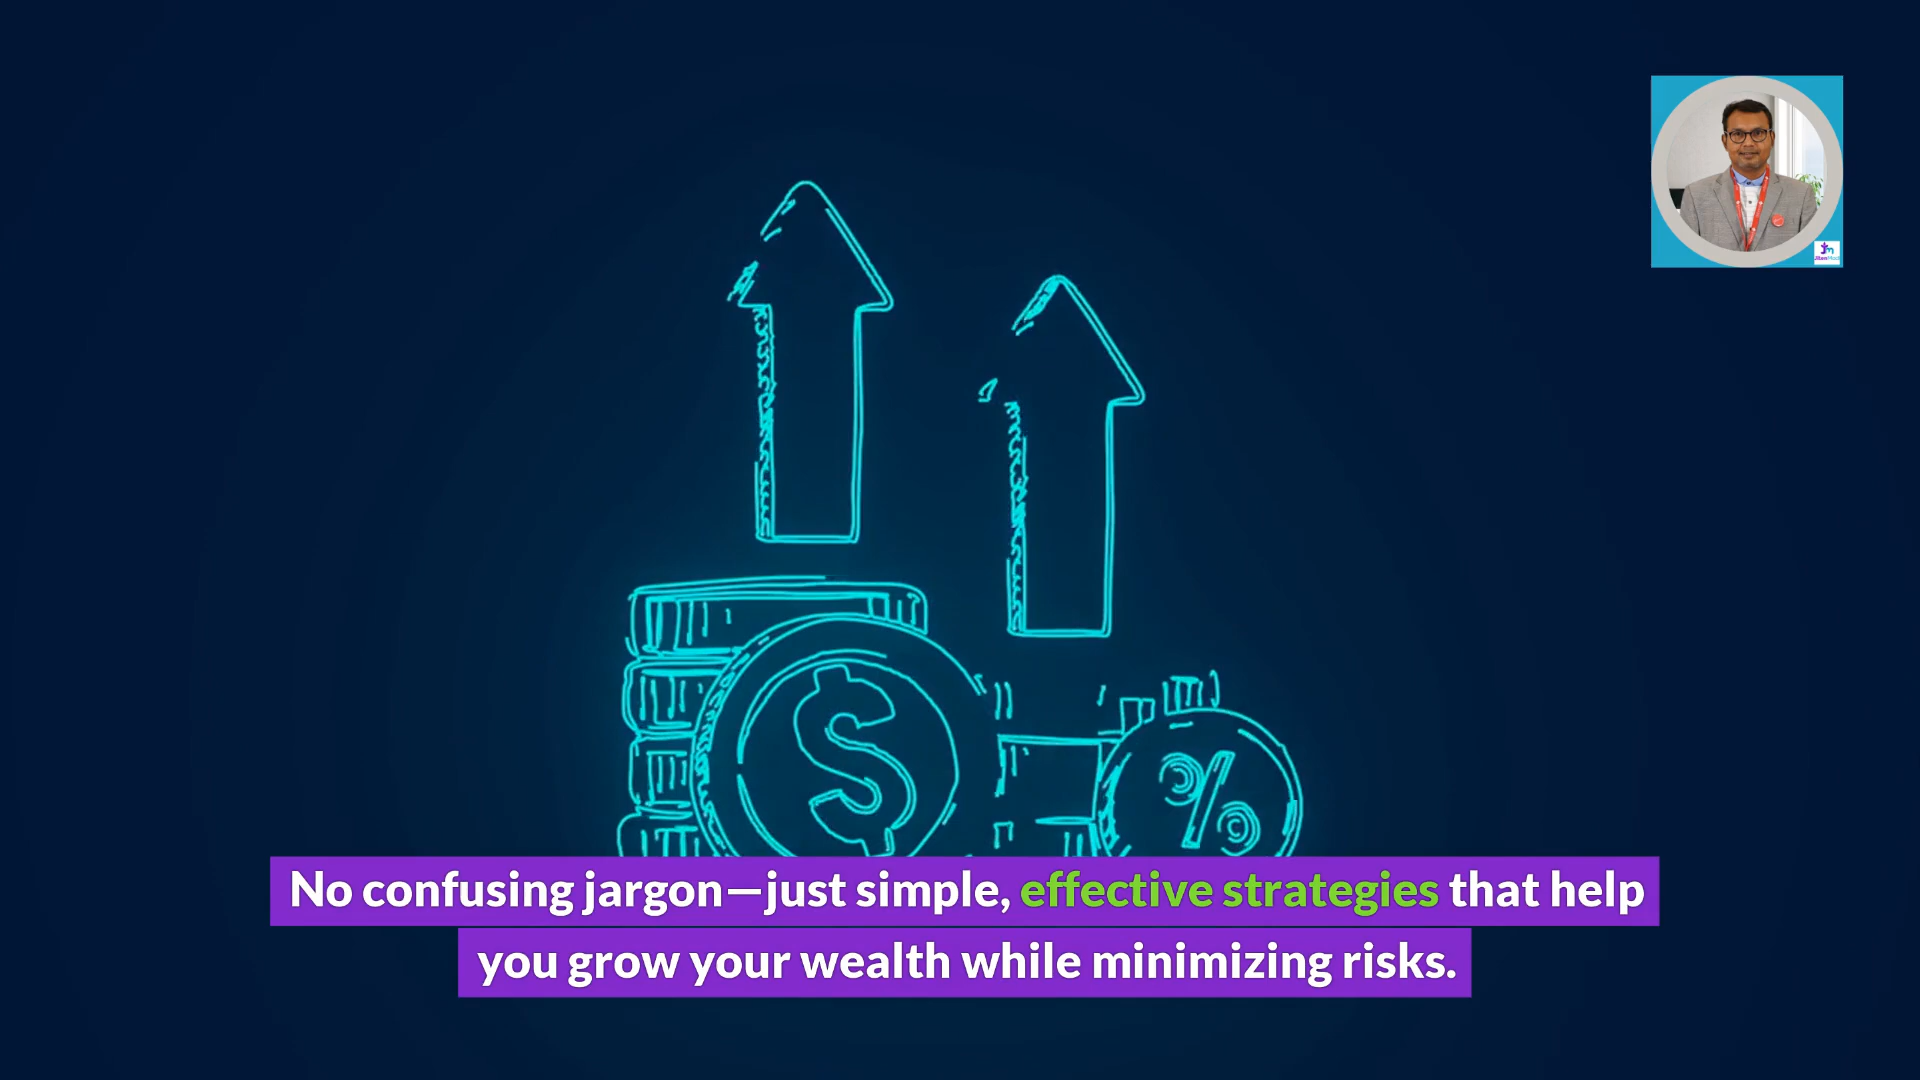 No confusing jargon—just simple, effective strategies that help
you grow your wealth while minimizing risks.
$
%